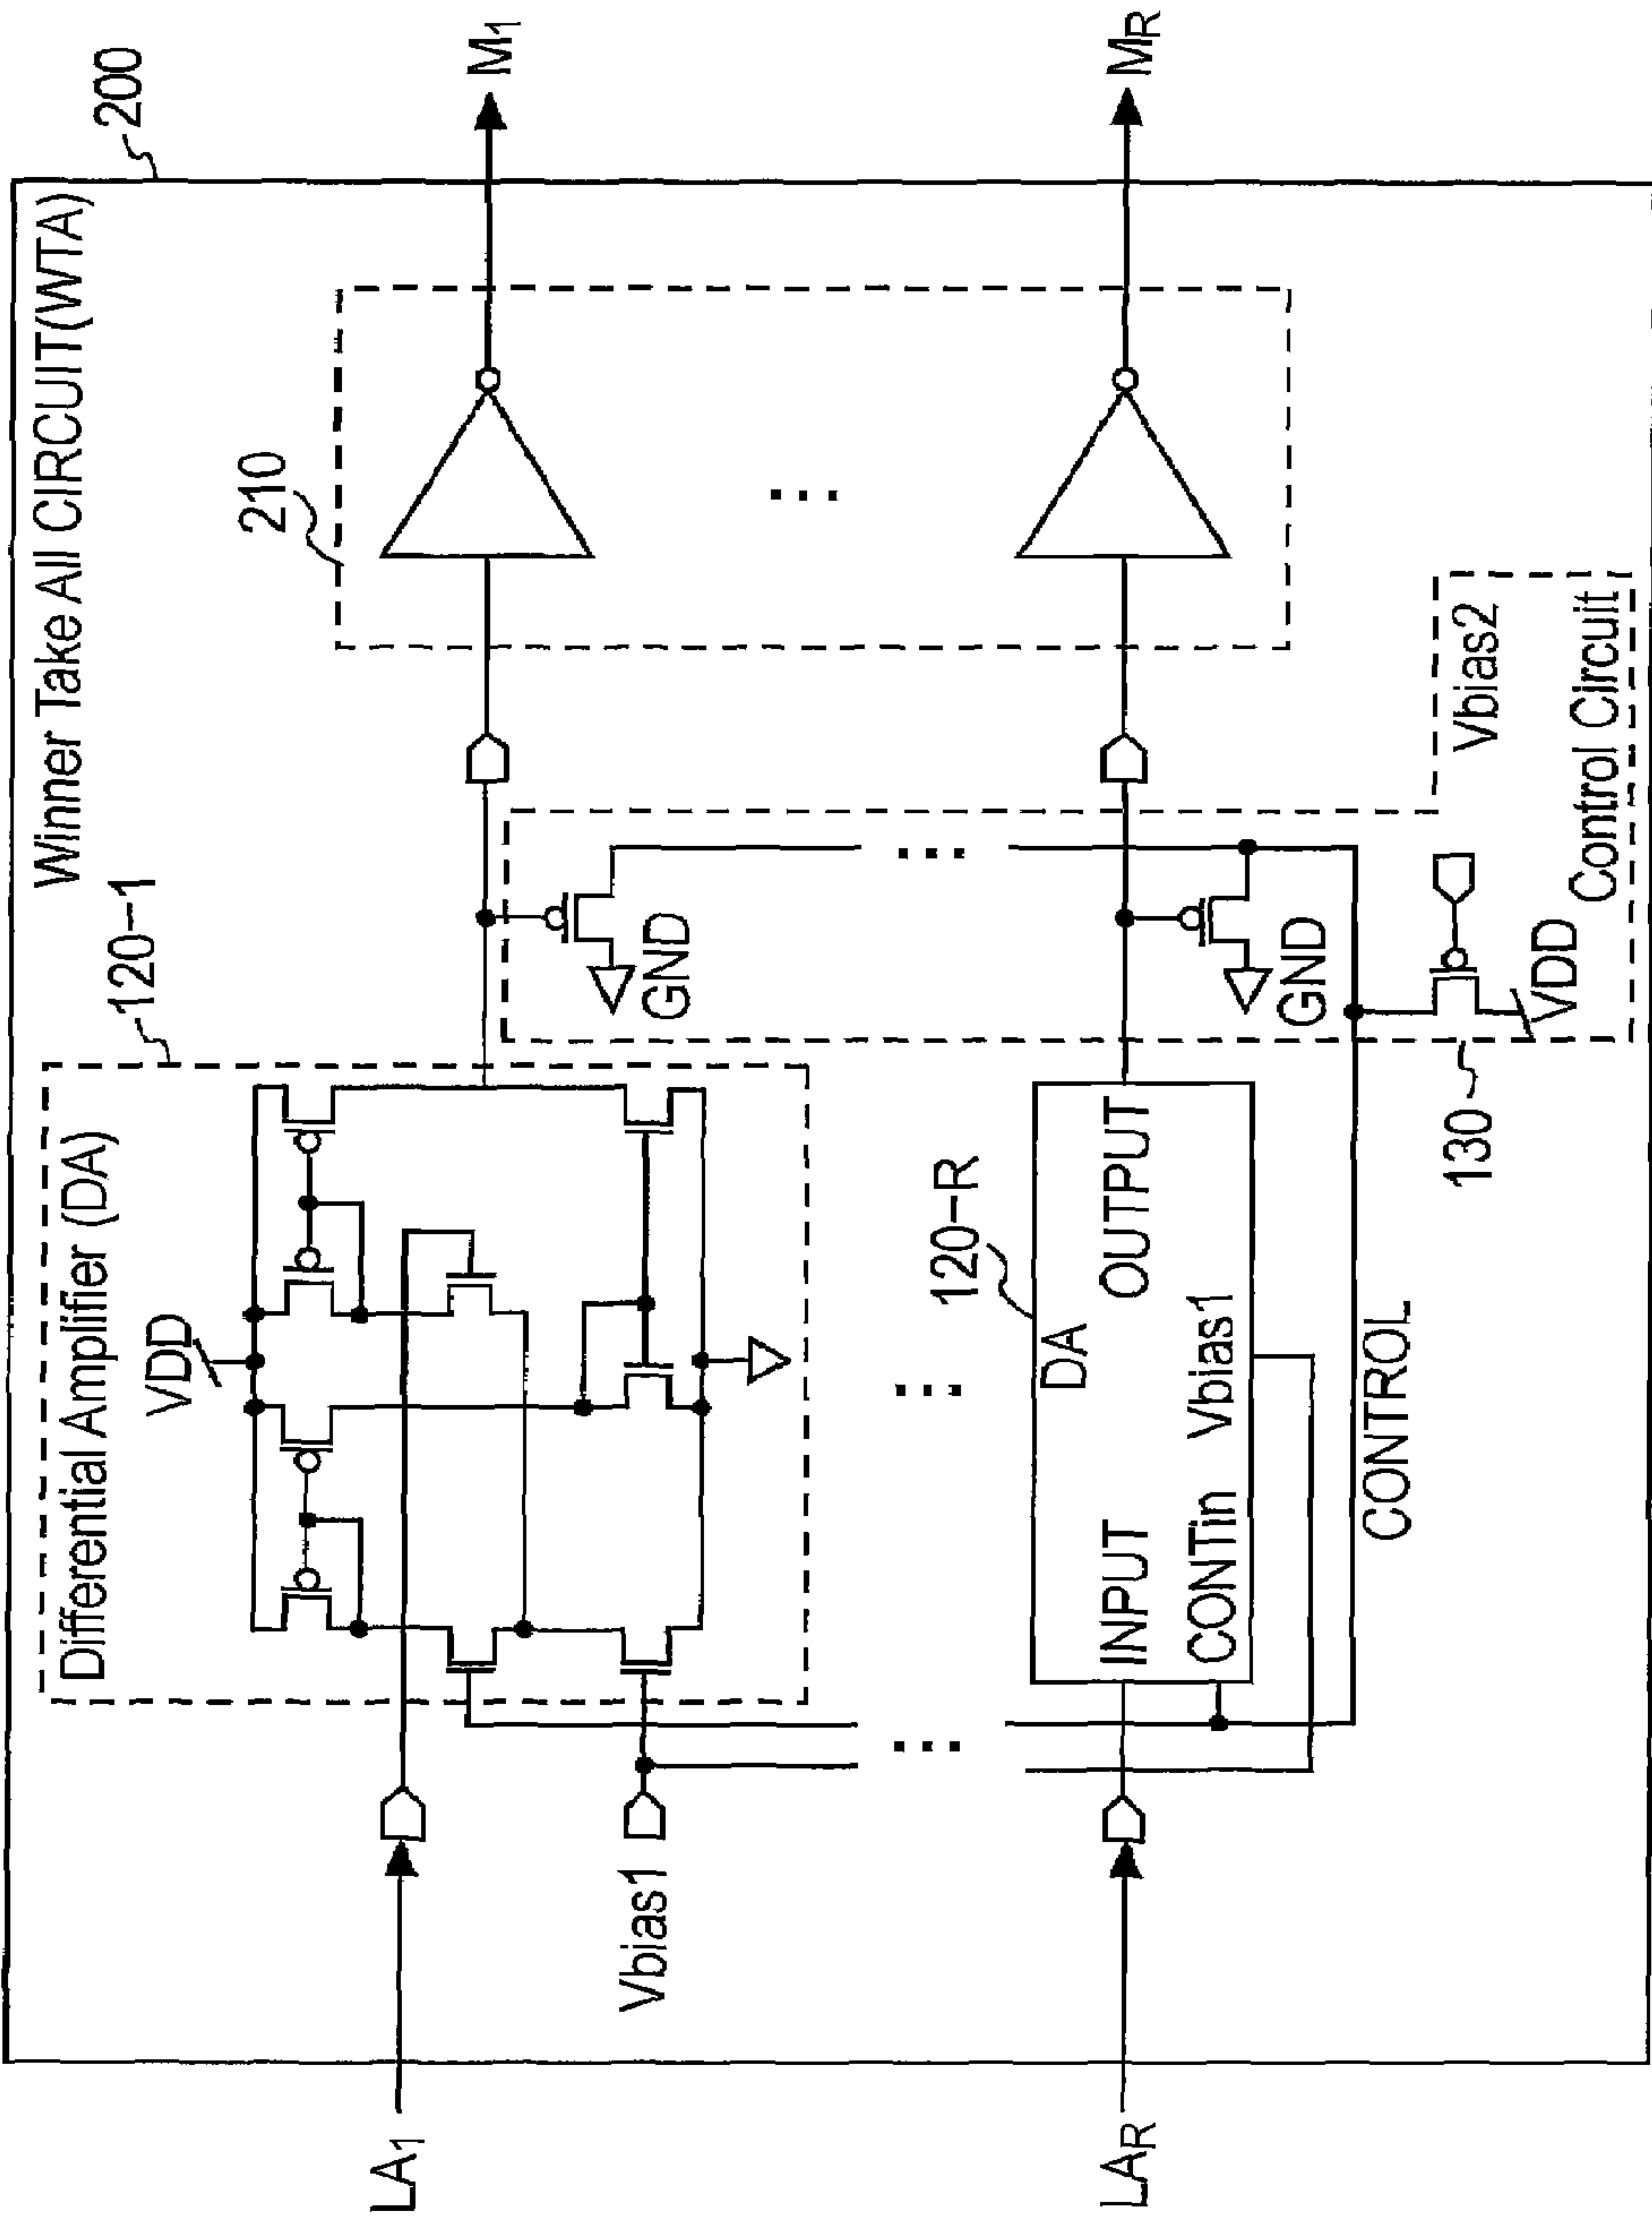 Winner Take All CIRCUIT(WTA)
200
Differential Amplifier (DA)
120-1
VDD
210
LA1
M1
Vbias1
GND
120-R
DA
INPUT
OUTPUT
CONTin
Vbias1
LAR
MR
GND
CONTROL
Vbias2
130
VDD
Control Circuit